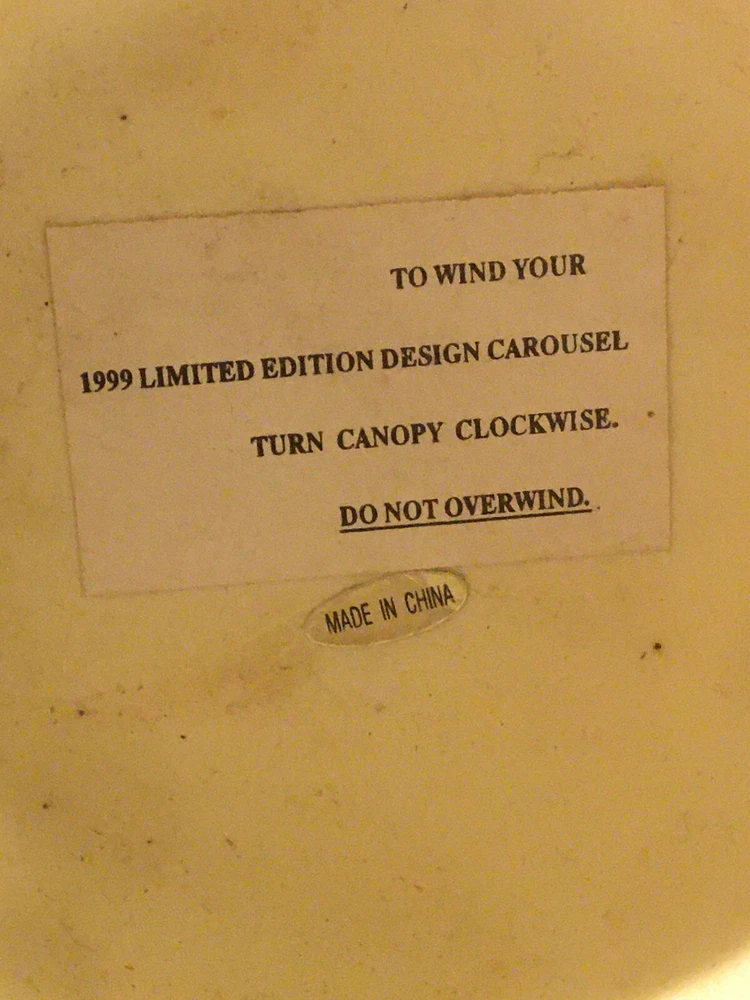 TO WIND YOUR
1999 LIMITED EDITION DESIGN CAROUSEL
TURN CANOPY CLOCKWISE.
DO NOT OVERWIND.
MADE IN CHINA